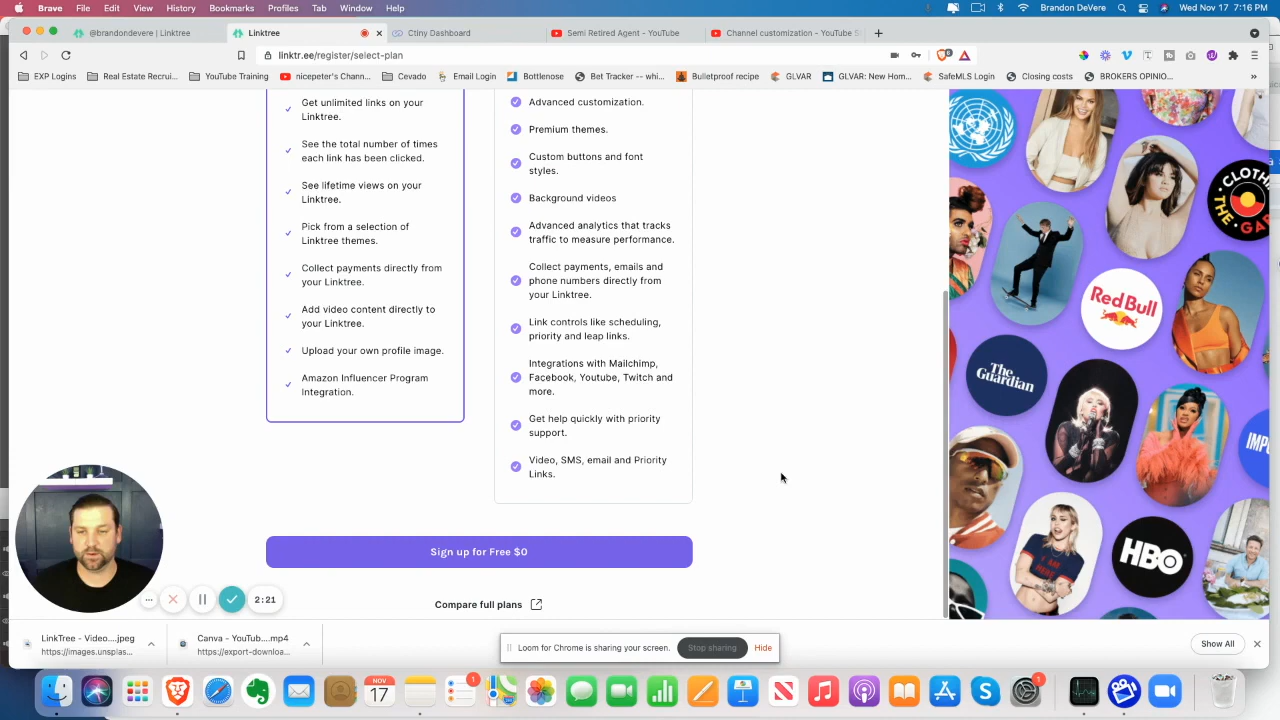 Brave File Edit View History Bookmarks Profiles Tab Window Help
Wed Nov 17 7:16 PM Brandon DeVre
@brandondevere | Linktree
Linktree
Ctiny Dashboard
Semi Retired Agent - YouTube
Channel customization - YouTube S
linktr.ee/register/select-plan
EXP Logins
Real Estate Recrui...
YouTube Training
nicepeter's Chann...
Cevado
Email Login
Bottlenose
Bet Tracker -- whi...
Bulletproof recipe
GLVAR
GLVAR: New Hom...
SafeMLS Login
Closing costs
BROKERS OPINIO...
Get unlimited links on your
Linktree.
See the total number of times
each link has been clicked.
See lifetime views on your
Linktree.
Pick from a selection of
Linktree themes.
Collect payments directly from
your Linktree.
Add video content directly to
your Linktree.
Upload your own profile image.
Amazon Influencer Program
Integration.
Advanced customization.
Premium themes.
Custom buttons and font
styles.
Background videos
Advanced analytics that tracks
traffic to measure performance.
Collect payments, emails and
phone numbers directly from
your Linktree.
Link controls like scheduling,
priority and leap links.
Integrations with Mailchimp,
Facebook, Youtube, Twitch and
more.
Get help quickly with priority
support.
Video, SMS, email and Priority
Links.
CLOTHING
THE GAP
Red Bull
The
Guardian
HBO
Sign up for Free $0
Compare full plans
2:21
LinkTree - Video....jpeg
https://images.unsplas...
Canva - YouTub....mp4
https://export-downloa...
Loom for Chrome is sharing your screen.
Stop sharing
Hide
Show All
NOV
17
1
1